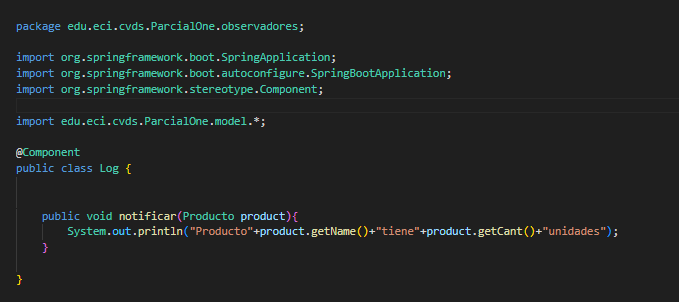 package edu.eci.cvds.ParcialOne.observadores;
import org.springframework.boot.SpringApplication;
import org.springframework.boot.autoconfigure.SpringBootApplication;
import org.springframework.stereotype.Component;
import edu.eci.cvds.ParcialOne.model.*;
@Component
public class Log {
public void notificar(Producto product){
System.out.println("Producto"+product.getName()+"tiene"+product.getCant()+"unidades");
}
}